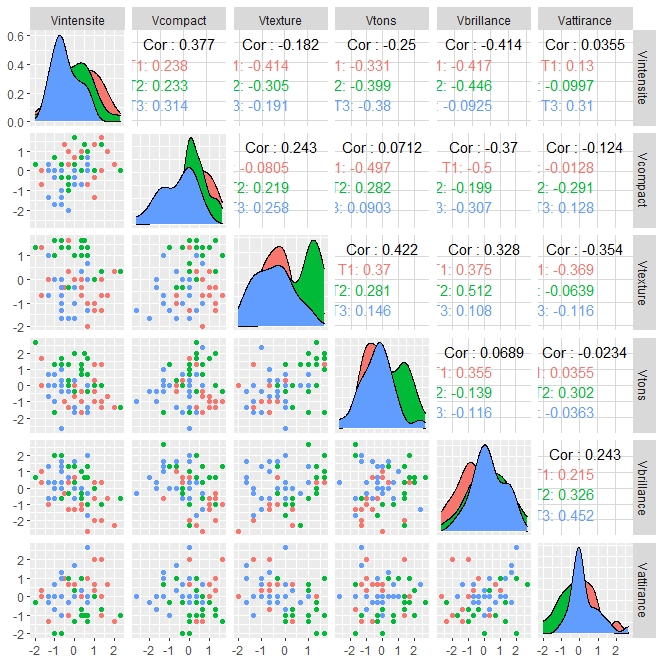 Vintensite Vcompact Vtexture Vtons Vbrillance Vattirance
0.6 Cor : 0.377 Cor : -0.182 Cor : -0.25 Cor : -0.414 Cor : 0.0355
0.4 T1: 0.238 1: -0.414 1: -0.331 1: -0.417 T1: 0.13
0.2 T2: 0.233 2: -0.305 2: -0.399 2: -0.446 : -0.0997
0.0 T3: 0.314 3: -0.191 T3: -0.38 : -0.0925 T3: 0.31
Vintensite
1 Cor : 0.243 Cor : 0.0712 Cor : -0.37 Cor : -0.124
0 -0.0805 1: -0.497 T1: -0.5 : -0.0128
-1 2: 0.219 T2: 0.282 2: -0.199 2: -0.291
-2 3: 0.258 3: 0.0903 3: -0.307 3: 0.128
Vcompact
1 Cor : 0.422 Cor : 0.328 Cor : -0.354
0 T1: 0.37 1: 0.375 1: -0.369
-1 T2: 0.281 2: 0.512 : -0.0639
-2 T3: 0.146 3: 0.108 3: -0.116
Vtexture
2 Cor : 0.0689 Cor : -0.0234
1 1: 0.355 : 0.0355
0 2: -0.139 2: 0.302
-1 3: -0.116 : -0.0363
-2
Vtons
2 Cor : 0.243
1 T1: 0.215
0 T2: 0.326
-1 T3: 0.452
-2
Vbrillance
2
1
0
-1
-2
Vattirance
-2 -1 0 1 2 -2 -1 0 1 -2 -1 0 1 -2 -1 0 1 2 -2 -1 0 1 2 -2 -1 0 1 2